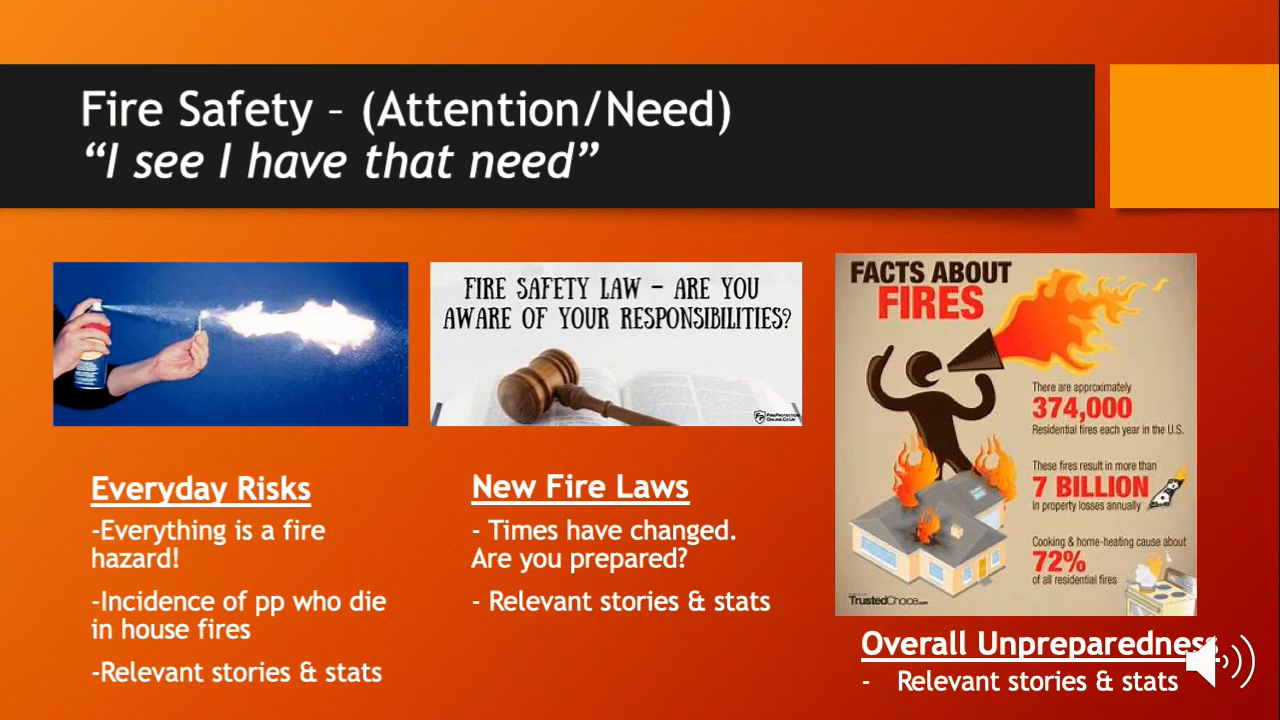 Fire Safety – (Attention/Need)
“I see I have that need”
FIRE SAFETY LAW – ARE YOU
AWARE OF YOUR RESPONSIBILITIES?
FIREPROTECTION
ONLINE.CO.UK
FACTS ABOUT
FIRES
There are approximately
374,000
Residential fires each year in the U.S.
These fires result in more than
7 BILLION
In property losses annually
Cooking & home-heating cause about
72%
of all residential fires
TrustedChoice.com
Everyday Risks
-Everything is a fire
hazard!
-Incidence of pp who die
in house fires
-Relevant stories & stats
New Fire Laws
- Times have changed.
Are you prepared?
- Relevant stories & stats
Overall Unpreparedness
- Relevant stories & stats